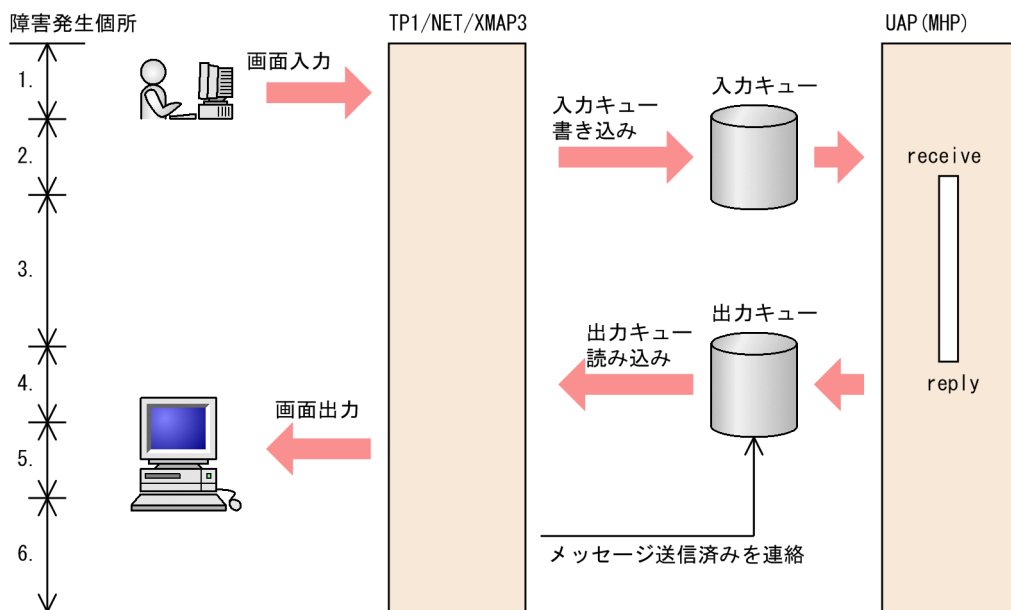 障害発生個所
TP1/NET/XMAP3
UAP(MHP)
1.
画面入力
入力キュー
書き込み
入力キュー
2.
receive
3.
出力キュー
読み込み
出力キュー
4.
reply
画面出力
5.
6.
メッセージ送信済みを連絡